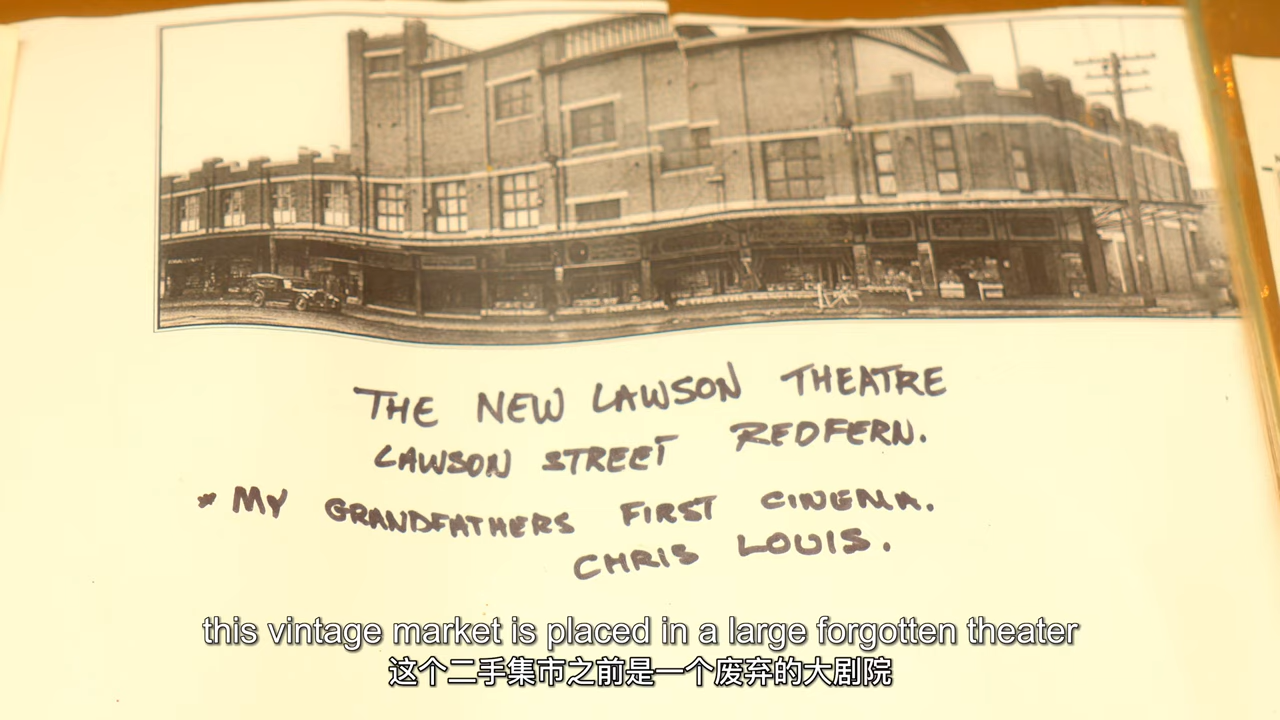 THE NEW LAWSON THEATRE
LAWSON STREET REDFERN.
* MY GRANDFATHERS FIRST CINEMA.
CHRIS LOUIS.
this vintage market is placed in a large forgotten theater
这个二手集市之前是一个废弃的大剧院